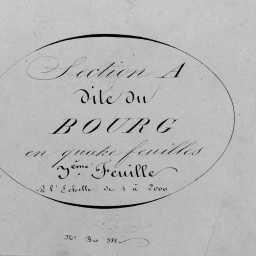 Section A
dite du
BOURG
en quatre feuilles
3ème Feuille
à l'Echelle de 1 à 2000